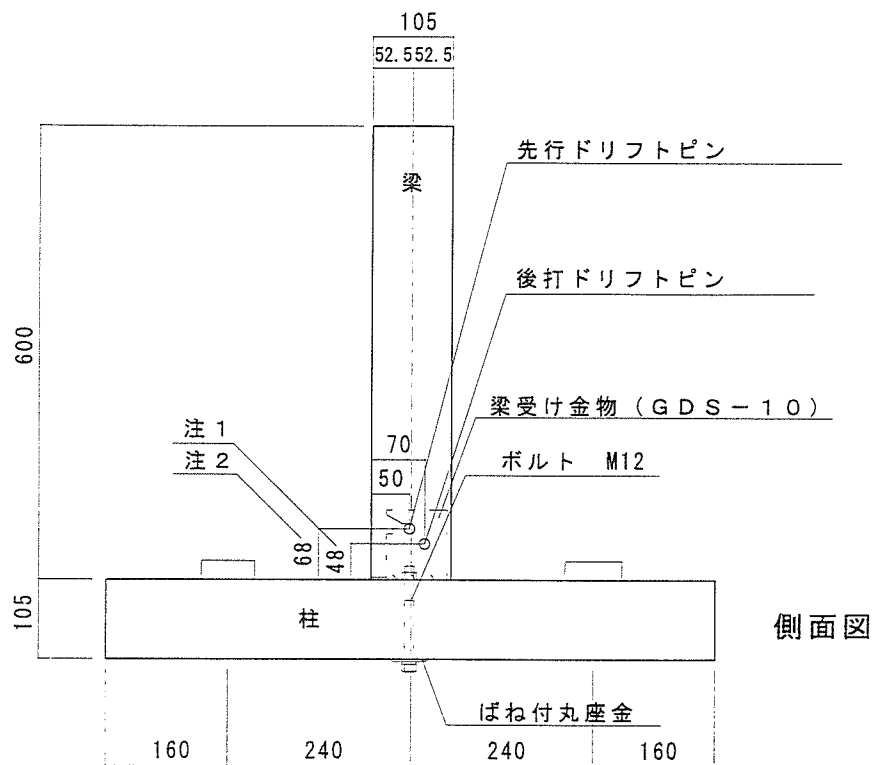 105
52.5 52.5
先行ドリフトピン
梁
後打ドリフトピン
600
梁受け金物（GDS－10）
注1
70
ボルト M12
注2
50
68
48
105
柱
側面図
ばね付丸座金
160
240
240
160